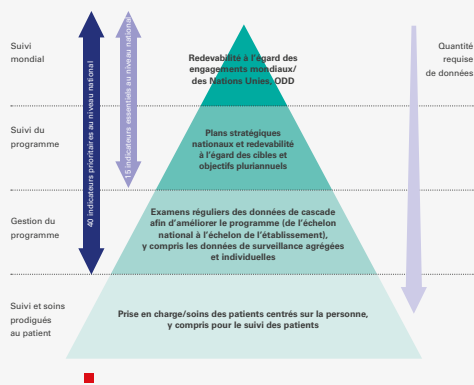 Suivi
mondial
Redevabilité à l'égard des
engagements mondiaux/
des Nations Unies, ODD
Quantité
requise
de données
40 indicateurs prioritaires au niveau national
15 indicateurs essentiels au niveau national
Suivi du
programme
Plans stratégiques
nationaux et redevabilité
à l'égard des cibles et
objectifs pluriannuels
Gestion du
programme
Examens réguliers des données de cascade
afin d'améliorer le programme (de l'échelon
national à l'échelon de l'établissement),
y compris les données de surveillance agrégées
et individuelles
Suivi et soins
prodigués
au patient
Prise en charge/soins des patients centrés sur la personne,
y compris pour le suivi des patients